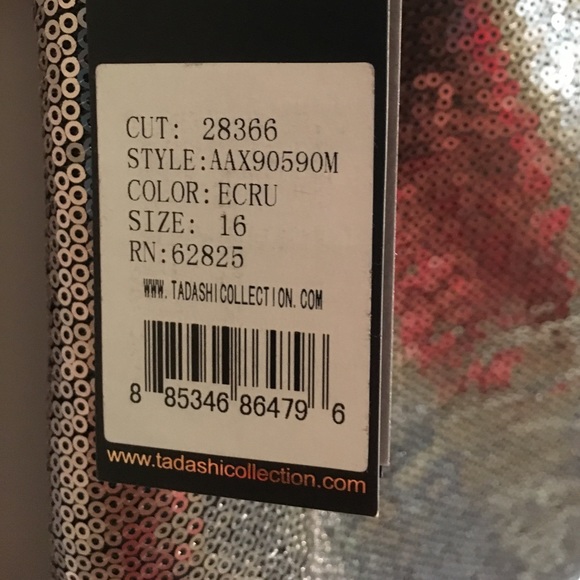 CUT: 28366
STYLE:AAX90590M
COLOR:ECRU
SIZE: 16
RN:62825
WWW.TADASHICOLLECTION.COM
8 85346 86479 6
www.tadashicollection.com